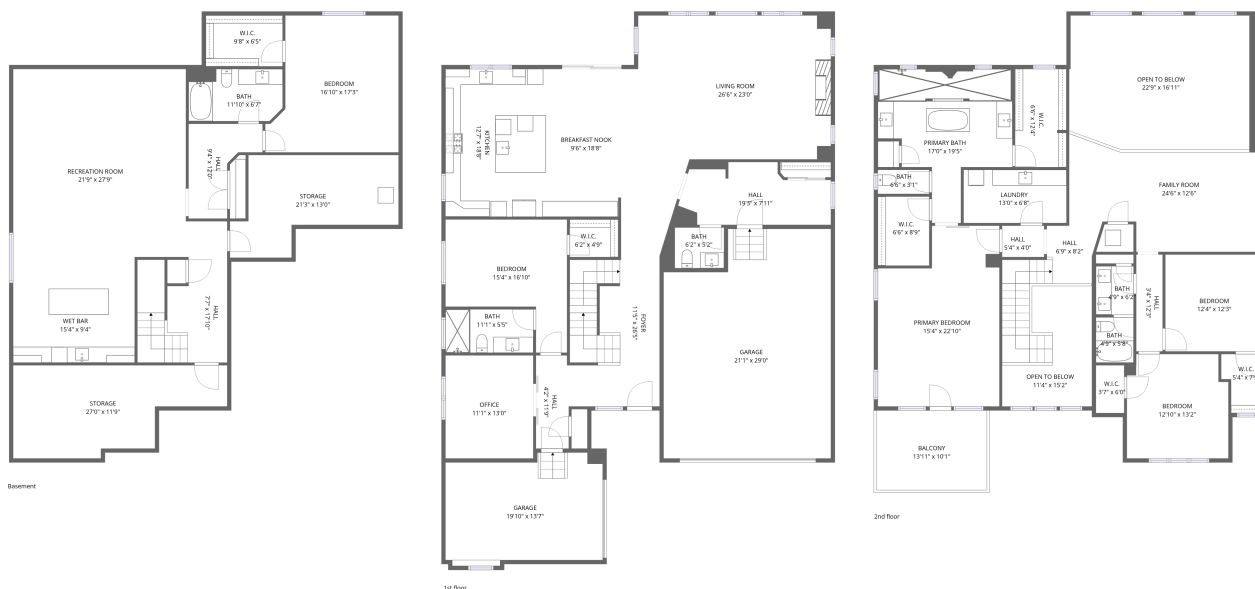 W.I.C.
9'8" x 6'5"
BEDROOM
16'10" x 17'3"
BATH
11'10" x 6'7"
HALL
9'4" x 12'0"
RECREATION ROOM
21'9" x 27'9"
STORAGE
21'3" x 13'0"
HALL
7'7" x 17'10"
WET BAR
15'4" x 9'4"
STORAGE
27'0" x 11'9"
Basement
LIVING ROOM
26'6" x 23'0"
KITCHEN
12'7" x 18'8"
BREAKFAST NOOK
9'6" x 18'8"
HALL
19'3" x 7'11"
BATH
6'2" x 5'2"
W.I.C.
6'2" x 4'9"
BEDROOM
15'4" x 16'10"
BATH
11'1" x 5'5"
FOYER
11'5" x 26'5"
GARAGE
21'1" x 29'0"
OFFICE
11'1" x 13'0"
HALL
4'2" x 11'9"
GARAGE
19'10" x 13'7"
1st floor
OPEN TO BELOW
22'9" x 16'11"
W.I.C.
6'6" x 12'4"
PRIMARY BATH
17'0" x 19'5"
BATH
6'6" x 3'1"
LAUNDRY
13'0" x 6'8"
FAMILY ROOM
24'6" x 12'6"
W.I.C.
6'6" x 8'9"
HALL
5'4" x 4'0"
HALL
6'9" x 8'2"
BATH
4'9" x 6'2"
HALL
3'4" x 12'3"
BEDROOM
12'4" x 12'3"
PRIMARY BEDROOM
15'4" x 22'10"
BATH
4'9" x 5'8"
OPEN TO BELOW
11'4" x 15'2"
W.I.C.
3'7" x 6'0"
W.I.C.
BEDROOM
12'10" x 13'2"
BALCONY
13'11" x 10'1"
2nd floor